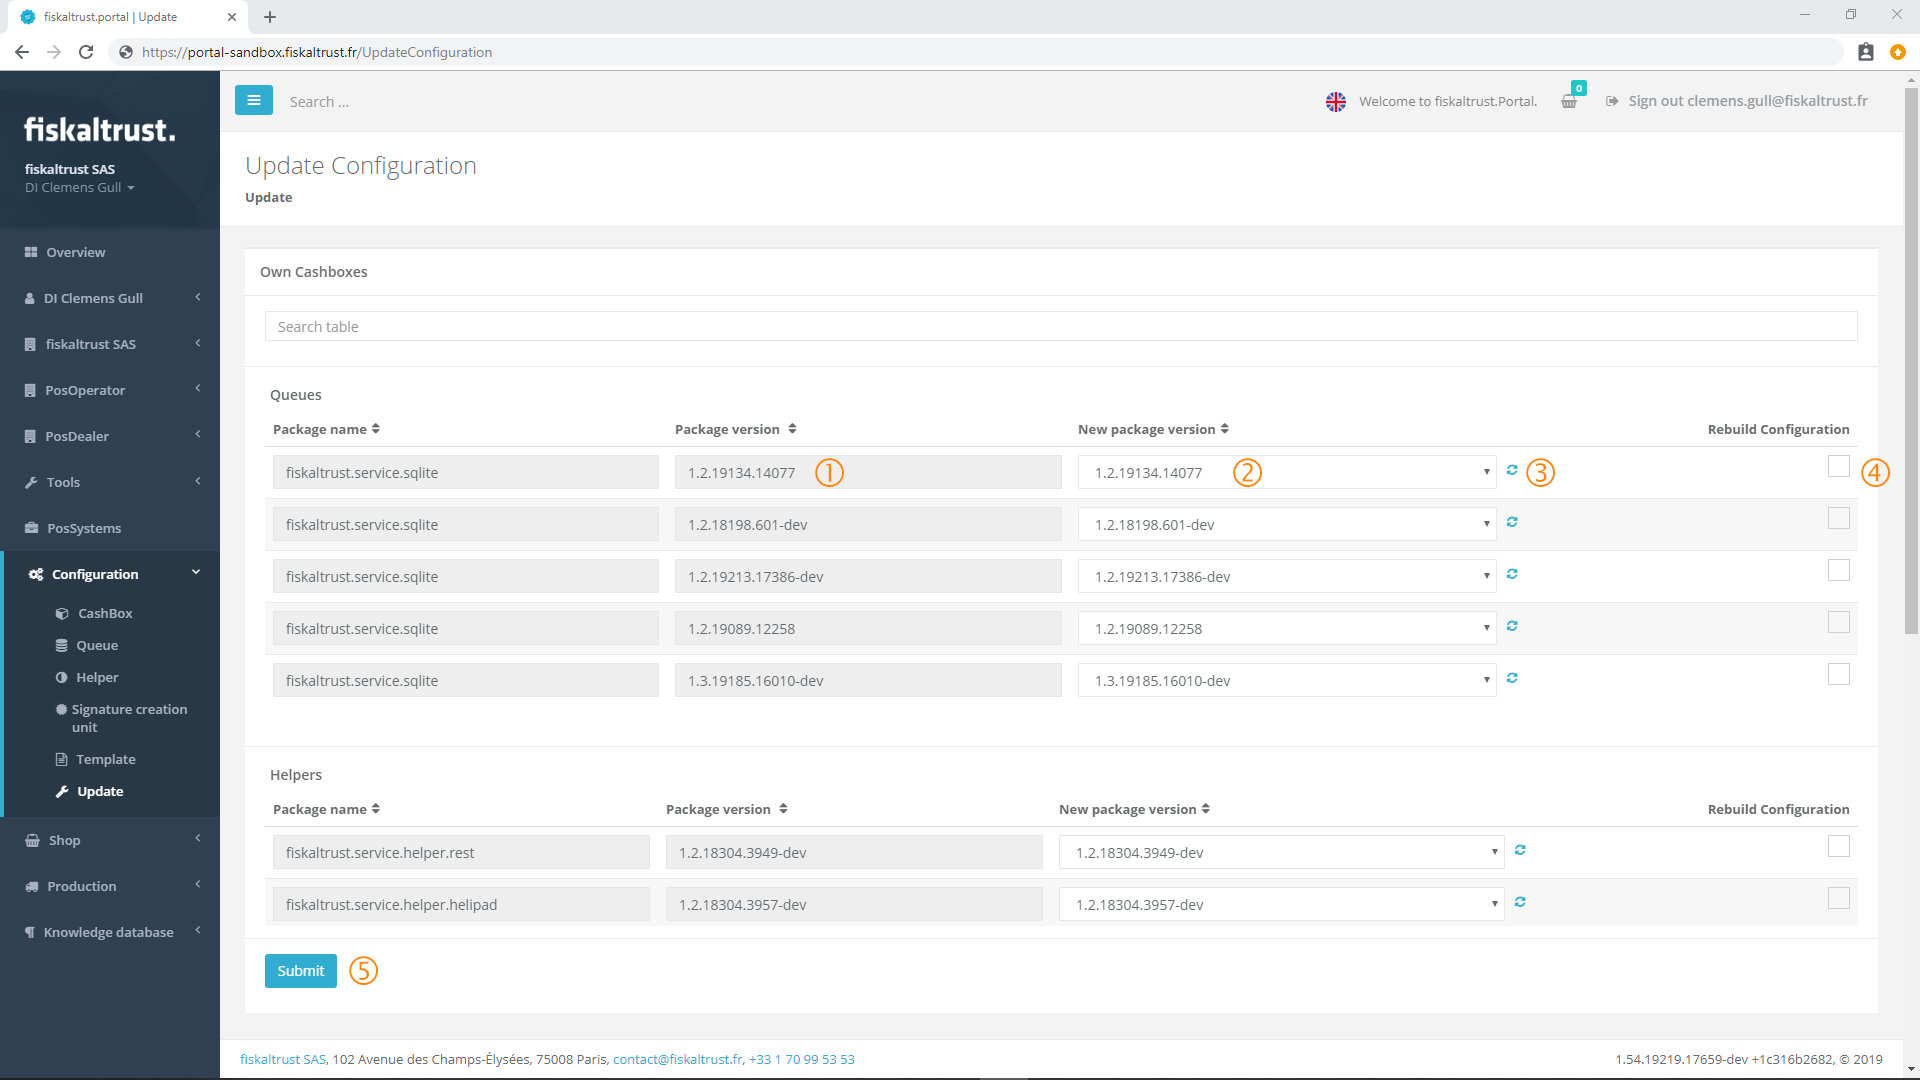 fiskaltrust.portal | Update
https://portal-sandbox.fiskaltrust.fr/UpdateConfiguration
fiskaltrust.
fiskaltrust SAS
DI Clemens Gull
Overview
DI Clemens Gull
fiskaltrust SAS
PosOperator
PosDealer
Tools
PosSystems
Configuration
CashBox
Queue
Helper
Signature creation
unit
Template
Update
Shop
Production
Knowledge database
Search ...
Welcome to fiskaltrust.Portal.
0
Sign out clemens.gull@fiskaltrust.fr
Update Configuration
Update
Own Cashboxes
Search table
Queues
Package name Package version New package version Rebuild Configuration
fiskaltrust.service.sqlite 1.2.19134.14077 ① 1.2.19134.14077 ② ③ ④
fiskaltrust.service.sqlite 1.2.18198.601-dev 1.2.18198.601-dev
fiskaltrust.service.sqlite 1.2.19213.17386-dev 1.2.19213.17386-dev
fiskaltrust.service.sqlite 1.2.19089.12258 1.2.19089.12258
fiskaltrust.service.sqlite 1.3.19185.16010-dev 1.3.19185.16010-dev
Helpers
Package name Package version New package version Rebuild Configuration
fiskaltrust.service.helper.rest 1.2.18304.3949-dev 1.2.18304.3949-dev
fiskaltrust.service.helper.helipad 1.2.18304.3957-dev 1.2.18304.3957-dev
Submit ⑤
fiskaltrust SAS, 102 Avenue des Champs-Élysées, 75008 Paris, contact@fiskaltrust.fr, +33 1 70 99 53 53
1.54.19219.17659-dev +1c316b2682, © 2019